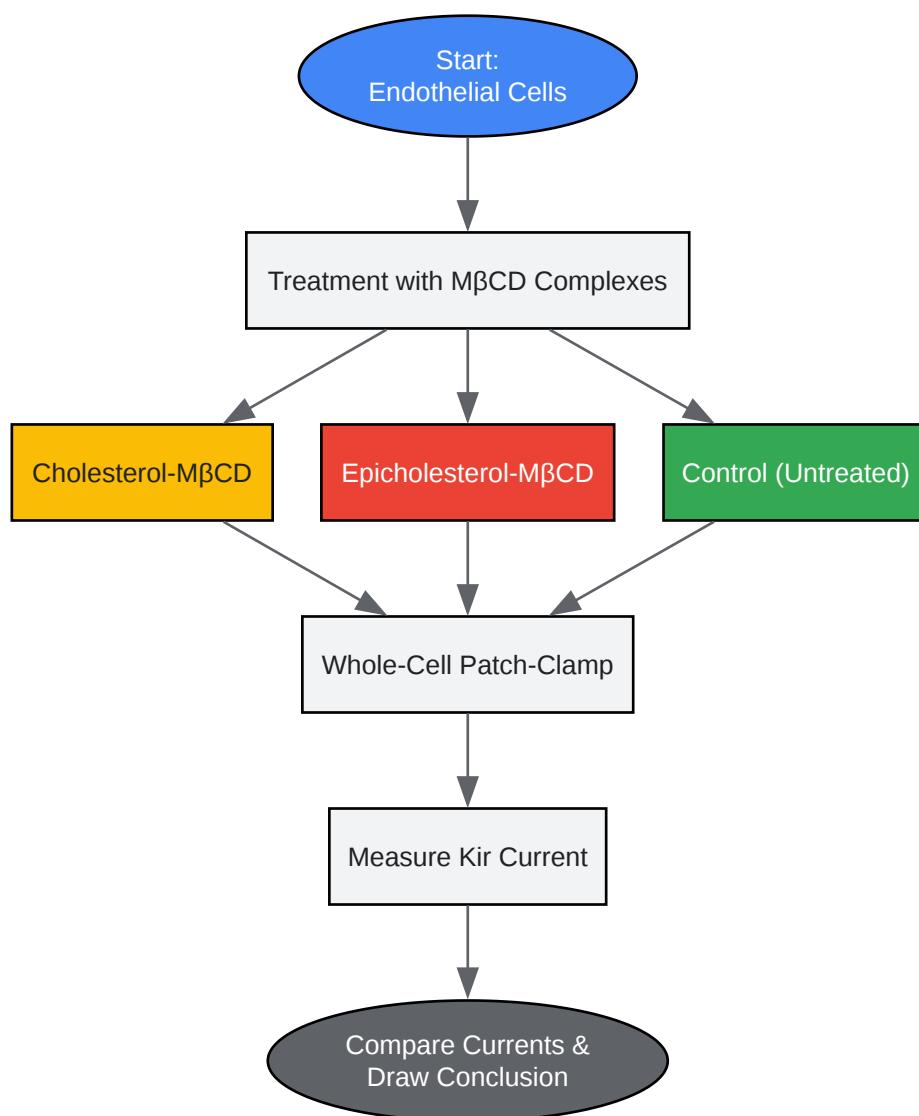 Start:
Endothelial Cells
Treatment with MβCD Complexes
Cholesterol-MβCD
Epicholesterol-MβCD
Control (Untreated)
Whole-Cell Patch-Clamp
Measure Kir Current
Compare Currents &
Draw Conclusion